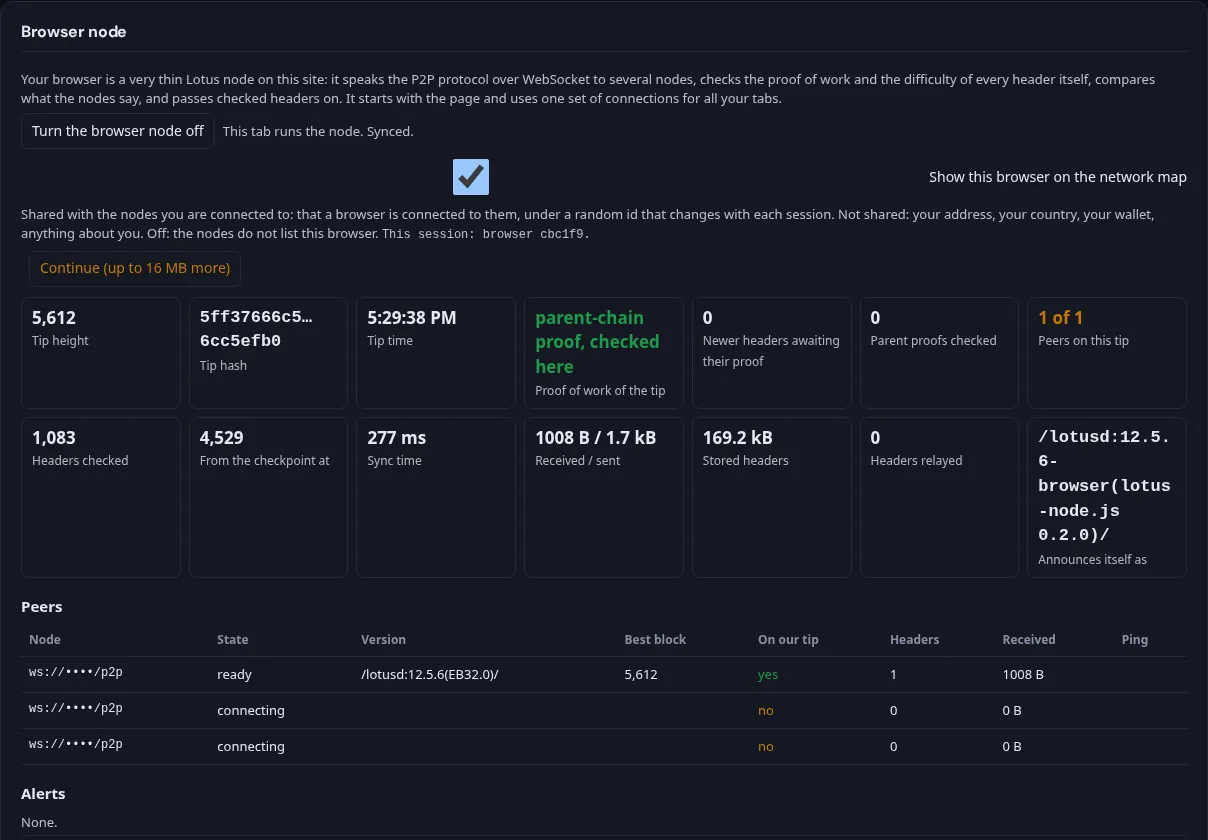 Browser node
Your browser is a very thin Lotus node on this site: it speaks the P2P protocol over WebSocket to several nodes, checks the proof of work and the difficulty of every header itself, compares
what the nodes say, and passes checked headers on. It starts with the page and uses one set of connections for all your tabs.
Turn the browser node off This tab runs the node. Synced.
Show this browser on the network map
Shared with the nodes you are connected to: that a browser is connected to them, under a random id that changes with each session. Not shared: your address, your country, your wallet,
anything about you. Off: the nodes do not list this browser. This session: browser cbc1f9.
Continue (up to 16 MB more)
5,612
Tip height
5ff37666c5…
6cc5efb0
Tip hash
5:29:38 PM
Tip time
parent-chain
proof, checked
here
Proof of work of the tip
0
Newer headers awaiting
their proof
0
Parent proofs checked
1 of 1
Peers on this tip
1,083
Headers checked
4,529
From the checkpoint at
277 ms
Sync time
1008 B / 1.7 kB
Received / sent
169.2 kB
Stored headers
0
Headers relayed
/lotusd:12.5.
6-
browser(lotus
-node.js
0.2.0)/
Announces itself as
Peers
Node State Version Best block On our tip Headers Received Ping
ws://••••/p2p ready /lotusd:12.5.6(EB32.0)/ 5,612 yes 1 1008 B
ws://••••/p2p connecting no 0 0 B
ws://••••/p2p connecting no 0 0 B
Alerts
None.